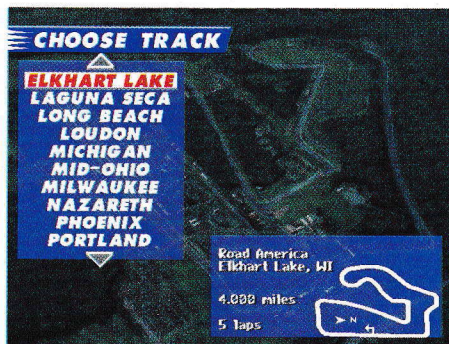 CHOOSE TRACK
ELKHART LAKE
LAGUNA SECA
LONG BEACH
LOUDON
MICHIGAN
MID-OHIO
MILWAUKEE
NAZARETH
PHOENIX
PORTLAND
Road America
Elkhart Lake, WI
4.000 miles
5 laps
N